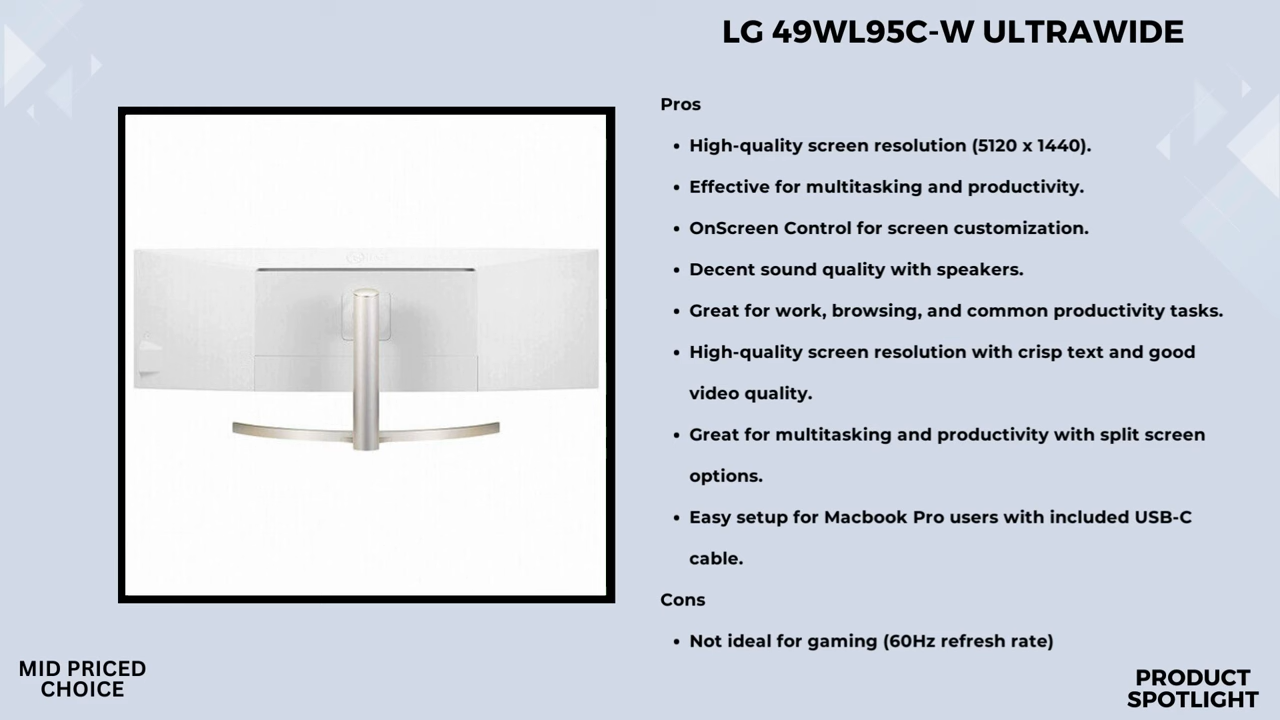 LG 49WL95C-W ULTRAWIDE
Pros
• High-quality screen resolution (5120 x 1440).
• Effective for multitasking and productivity.
• OnScreen Control for screen customization.
• Decent sound quality with speakers.
• Great for work, browsing, and common productivity tasks.
• High-quality screen resolution with crisp text and good
video quality.
• Great for multitasking and productivity with split screen
options.
• Easy setup for Macbook Pro users with included USB-C
cable.
Cons
• Not ideal for gaming (60Hz refresh rate)
MID PRICED
CHOICE
PRODUCT
SPOTLIGHT